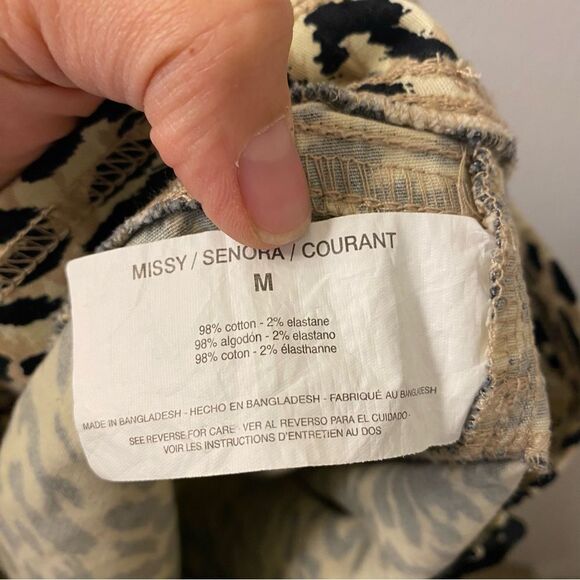 MISSY / SENORA / COURANT
M
98% cotton - 2% elastane
98% algodón - 2% elastano
98% coton - 2% élasthanne
MADE IN BANGLADESH - HECHO EN BANGLADESH - FABRIQUÉ AU BANGLADESH
SEE REVERSE FOR CARE · VER AL REVERSO PARA EL CUIDADO ·
VOIR LES INSTRUCTIONS D'ENTRETIEN AU DOS